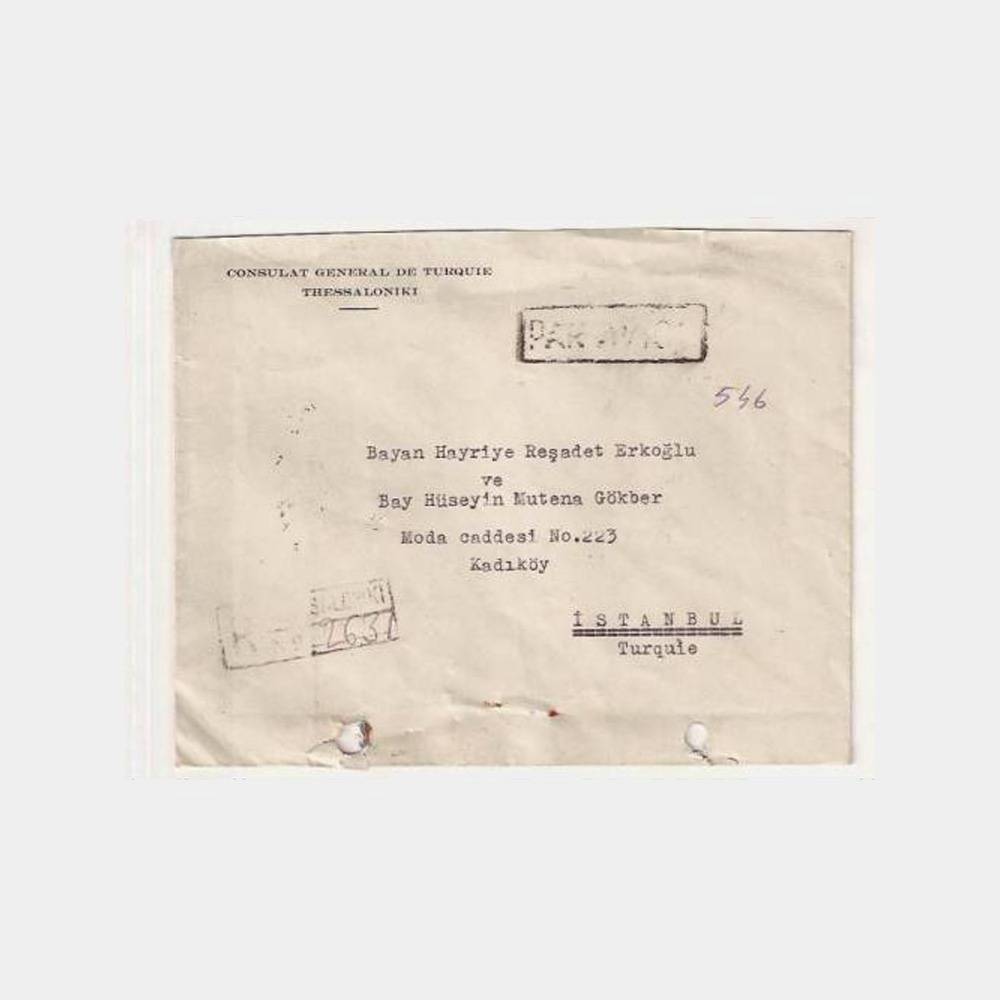 CONSULAT GENERAL DE TURQUIE
THESSALONIKI
PAR AVION
546
Bayan Hayriye Reşadet Erkoğlu
ve
Bay Hüseyin Mutena Gökber
Moda caddesi No.223
Kadıköy
İSTANBUL
Turquie
R